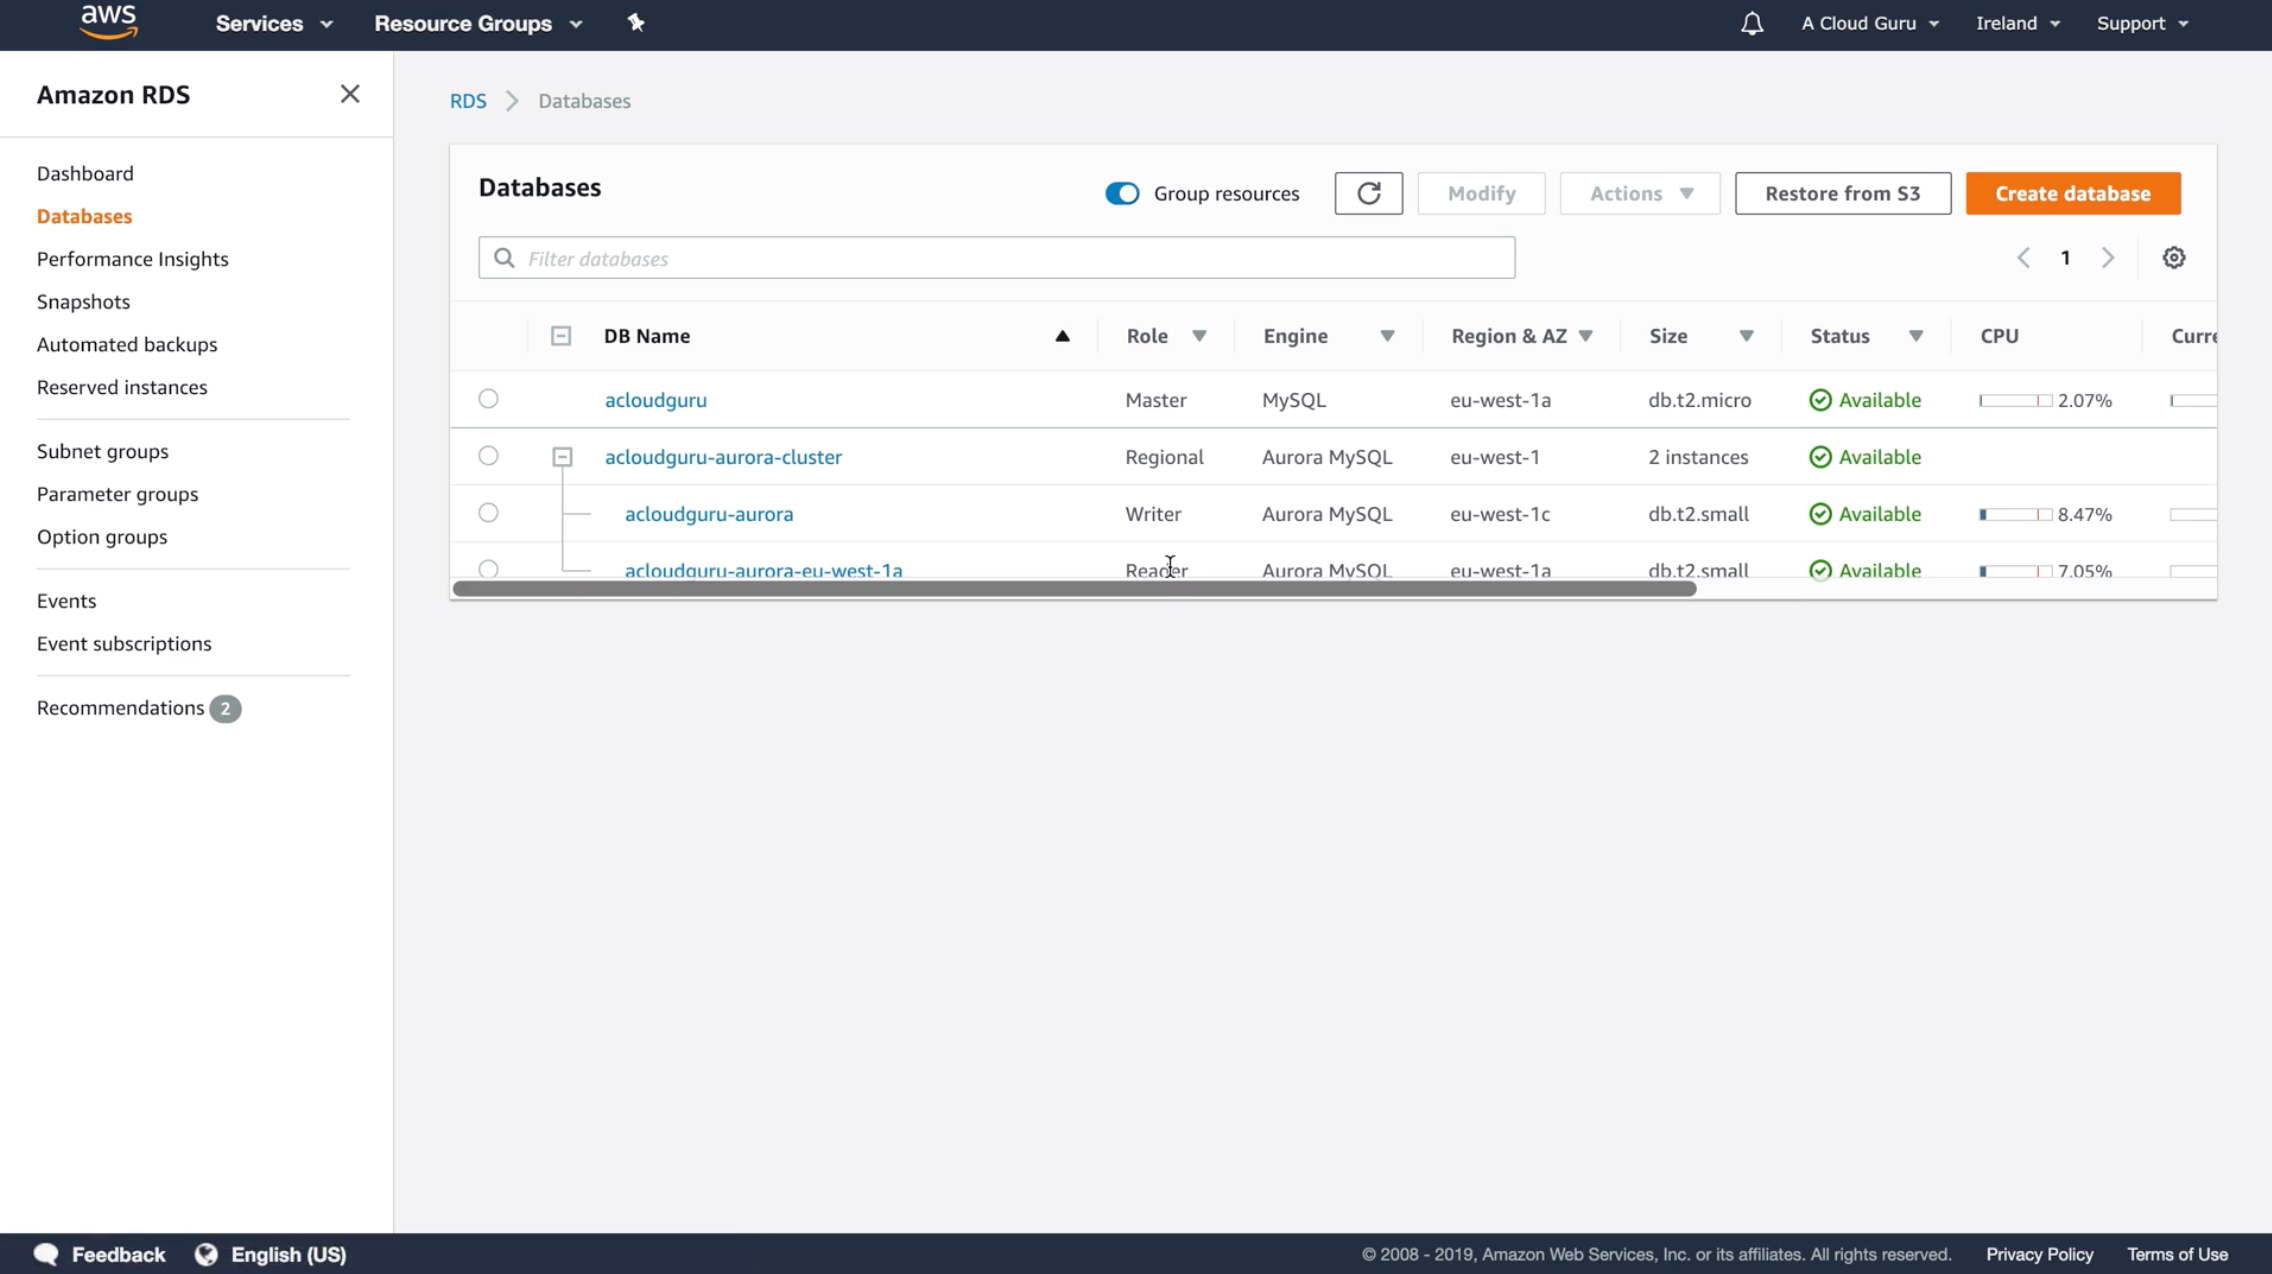 aws Services Resource Groups A Cloud Guru Ireland Support
Amazon RDS
Dashboard
Databases
Performance Insights
Snapshots
Automated backups
Reserved instances
Subnet groups
Parameter groups
Option groups
Events
Event subscriptions
Recommendations 2
RDS > Databases
Databases Group resources Modify Actions Restore from S3 Create database
Filter databases 1
DB Name Role Engine Region & AZ Size Status CPU Curre
acloudguru Master MySQL eu-west-1a db.t2.micro Available 2.07%
acloudguru-aurora-cluster Regional Aurora MySQL eu-west-1 2 instances Available
acloudguru-aurora Writer Aurora MySQL eu-west-1c db.t2.small Available 8.47%
acloudguru-aurora-eu-west-1a Reader Aurora MySQL eu-west-1a db.t2.small Available 7.05%
Feedback English (US) © 2008 - 2019, Amazon Web Services, Inc. or its affiliates. All rights reserved. Privacy Policy Terms of Use